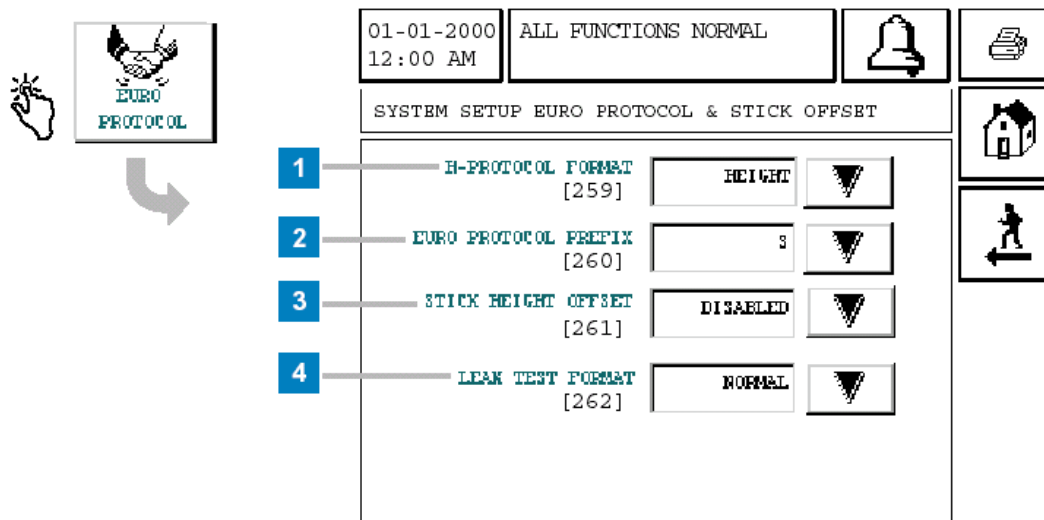 EURO
PROTOCOL
01-01-2000
12:00 AM
ALL FUNCTIONS NORMAL
SYSTEM SETUP EURO PROTOCOL & STICK OFFSET
1
H-PROTOCOL FORMAT
[259]
HEIGHT
2
EURO PROTOCOL PREFIX
[260]
S
3
STICK HEIGHT OFFSET
[261]
DISABLED
4
LEAK TEST FORMAT
[262]
NORMAL